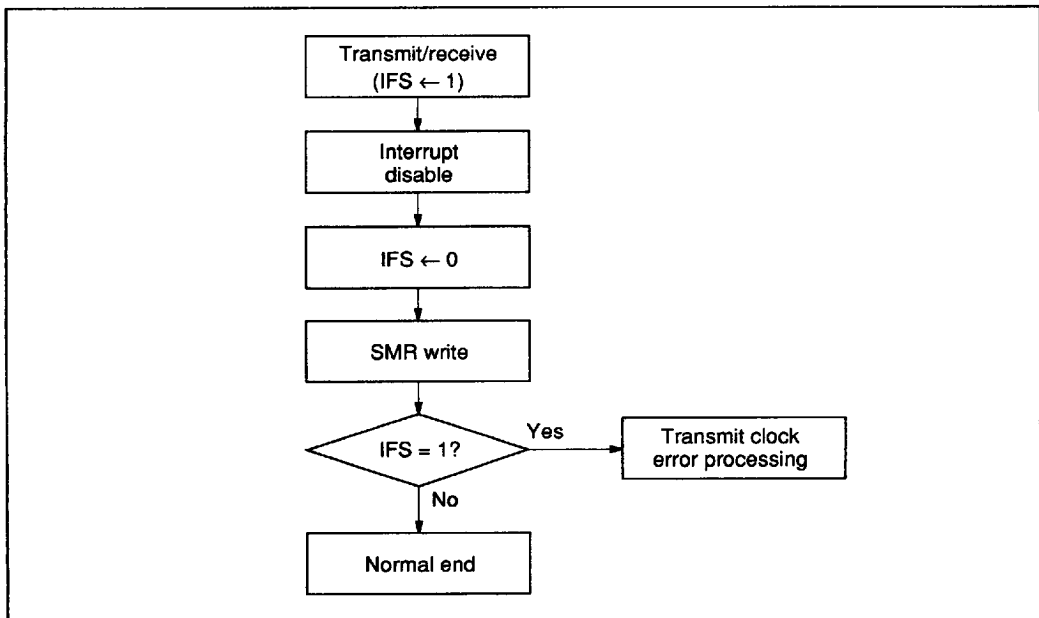 Transmit/receive
(IFS ← 1)
Interrupt
disable
IFS ← 0
SMR write
IFS = 1?
Yes
Transmit clock
error processing
No
Normal end